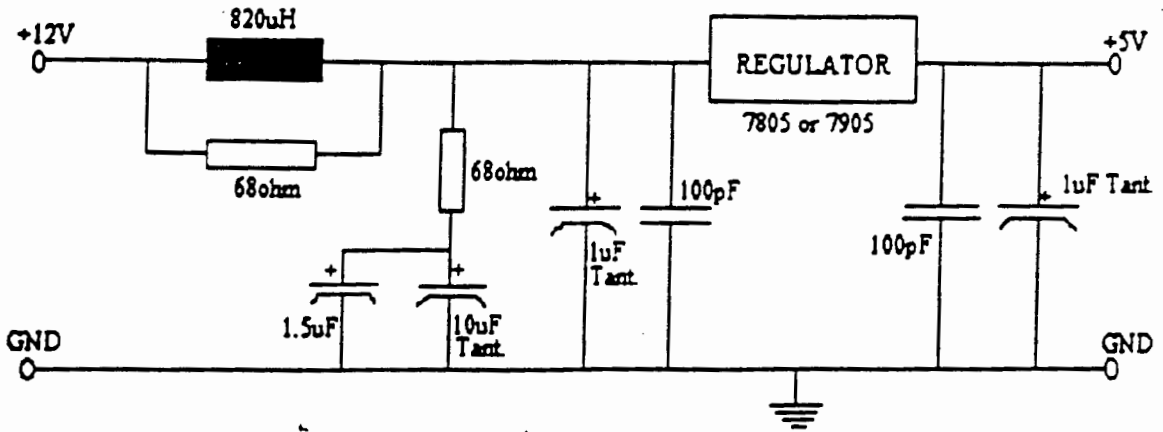 820uH
+12V
+5V
REGULATOR
7805 or 7905
68ohm
68ohm
100pF
1uF Tant.
+
+
100pF
1uF
Tant.
+
+
1.5uF
10uF
Tant.
GND
GND